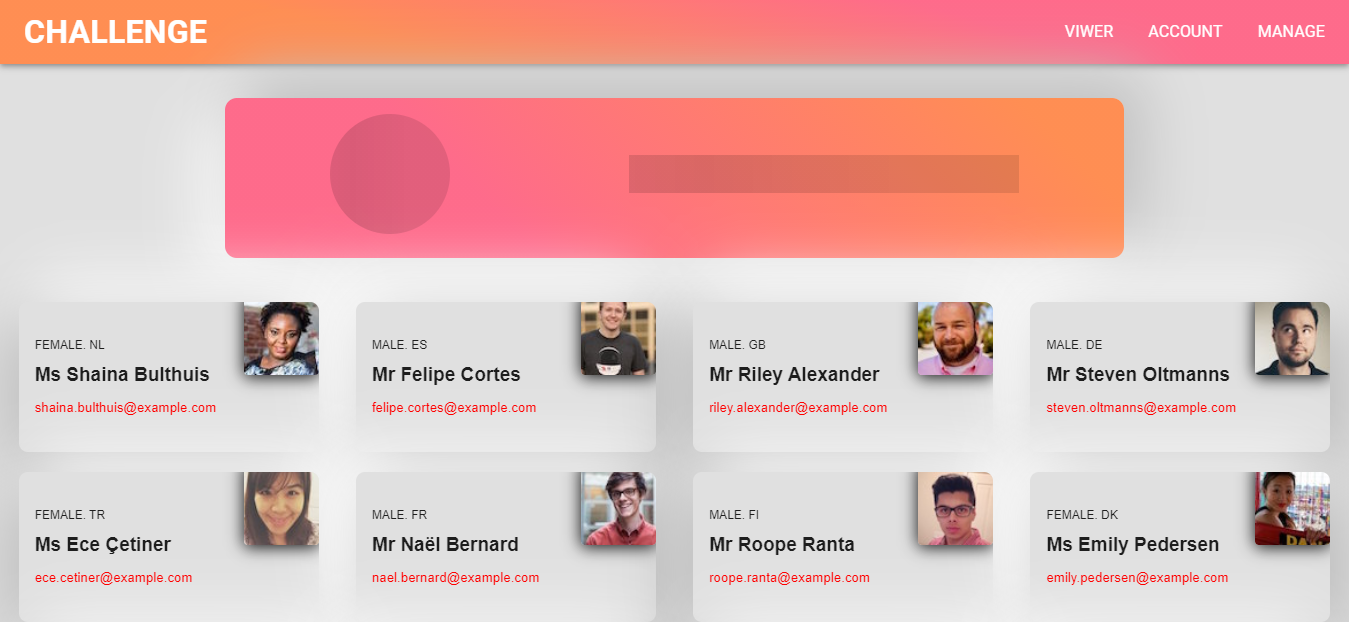 CHALLENGE
VIWER ACCOUNT MANAGE
FEMALE. NL
Ms Shaina Bulthuis
shaina.bulthuis@example.com
MALE. ES
Mr Felipe Cortes
felipe.cortes@example.com
MALE. GB
Mr Riley Alexander
riley.alexander@example.com
MALE. DE
Mr Steven Oltmanns
steven.oltmanns@example.com
FEMALE. TR
Ms Ece Çetiner
ece.cetiner@example.com
MALE. FR
Mr Naël Bernard
nael.bernard@example.com
MALE. FI
Mr Roope Ranta
roope.ranta@example.com
FEMALE. DK
Ms Emily Pedersen
emily.pedersen@example.com